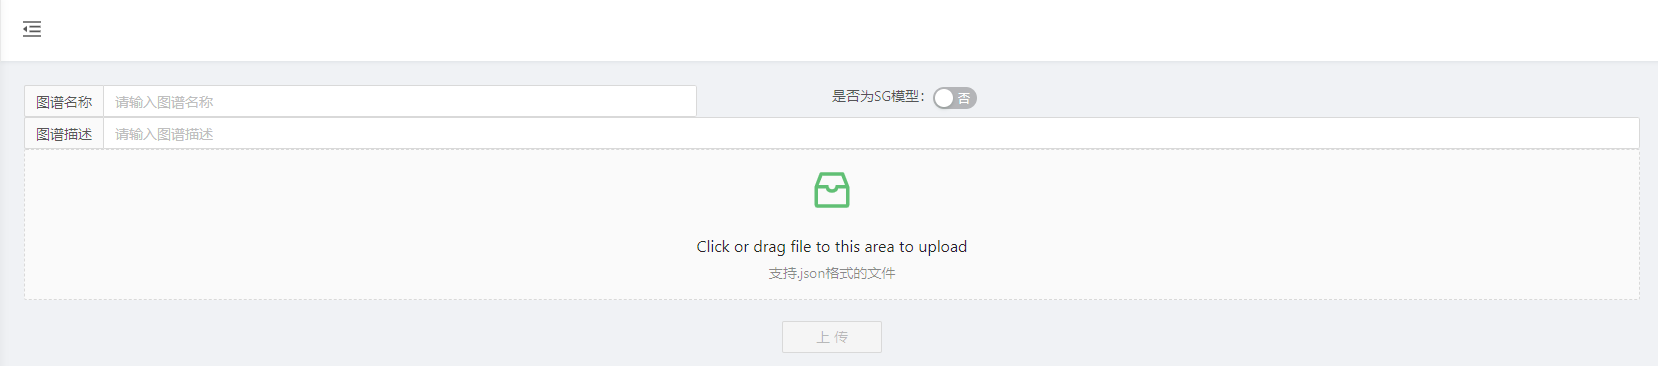 图谱名称 请输入图谱名称 是否为SG模型： 否
图谱描述 请输入图谱描述
Click or drag file to this area to upload
支持.json格式的文件
上 传